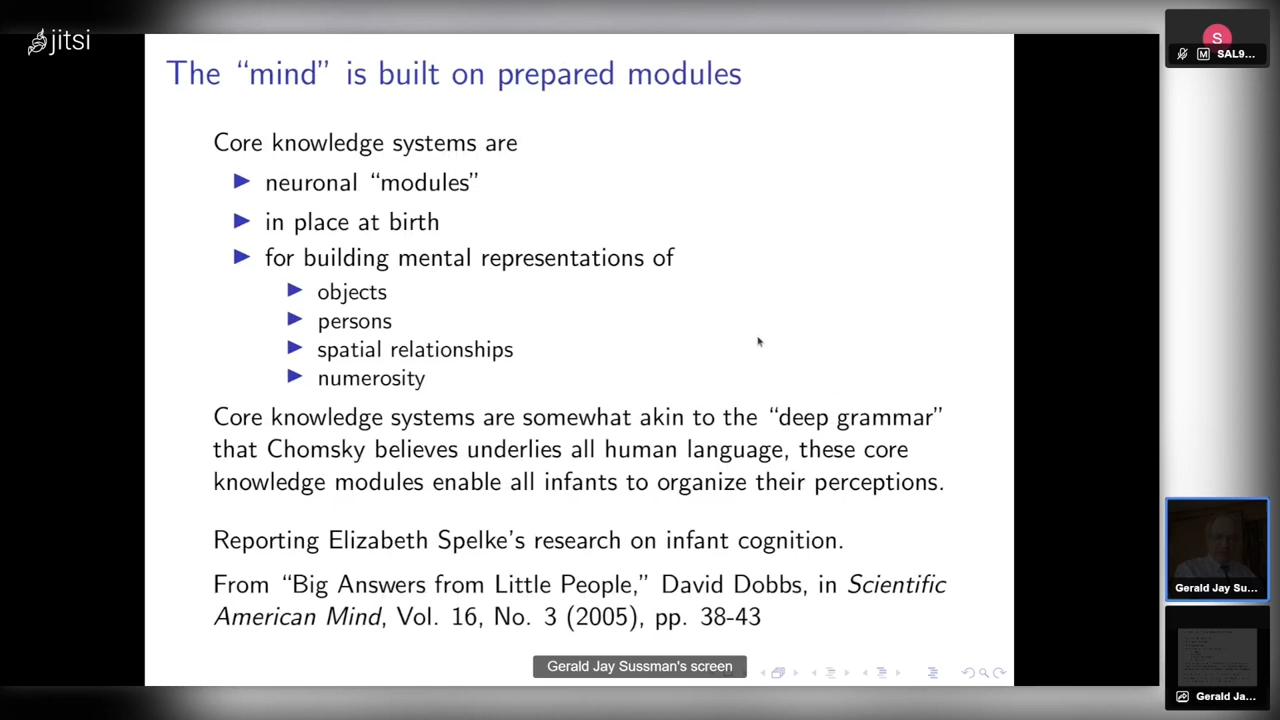 jitsi
The “mind” is built on prepared modules
Core knowledge systems are
neuronal “modules”
in place at birth
for building mental representations of
objects
persons
spatial relationships
numerosity
Core knowledge systems are somewhat akin to the “deep grammar”
that Chomsky believes underlies all human language, these core
knowledge modules enable all infants to organize their perceptions.
Reporting Elizabeth Spelke’s research on infant cognition.
From “Big Answers from Little People,” David Dobbs, in Scientific
American Mind, Vol. 16, No. 3 (2005), pp. 38-43
Gerald Jay Sussman's screen
S
M SAL9...
Gerald Jay Su...
Gerald Ja...